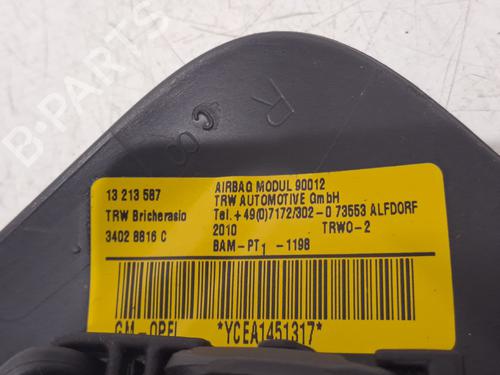 R
13 213 587
AIRBAG MODUL 90012
TRW Bricherasio
TRW AUTOMOTIVE GmbH
Tel. +49(0)7172/302-0 73553 ALFDORF
3402 8816 C
2010 TRWO-2
BAM-PT1 -1198
GM-OPEL *YCEA1451317*
B-Parts